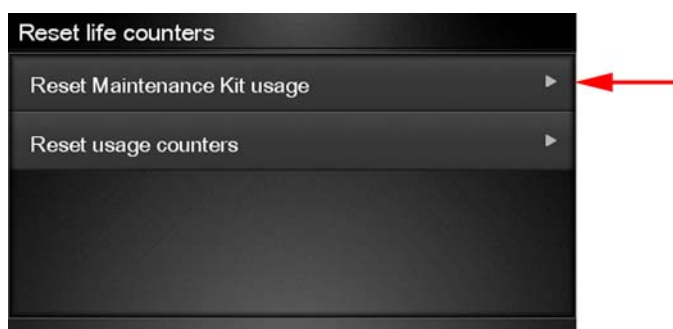 Reset life counters
Reset Maintenance Kit usage
Reset usage counters